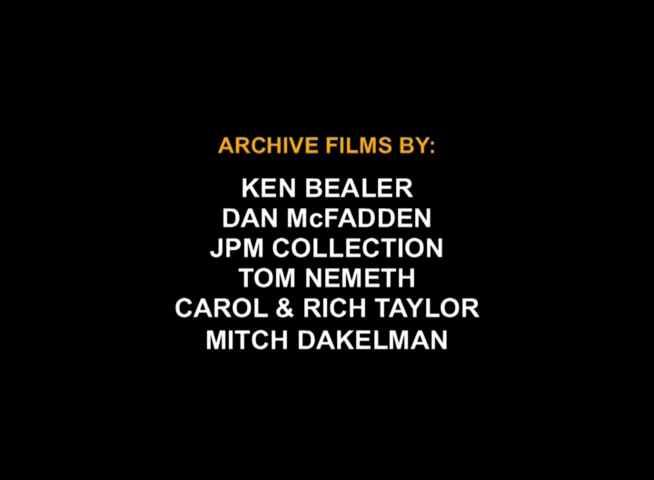 ARCHIVE FILMS BY:
KEN BEALER
DAN McFADDEN
JPM COLLECTION
TOM NEMETH
CAROL & RICH TAYLOR
MITCH DAKELMAN